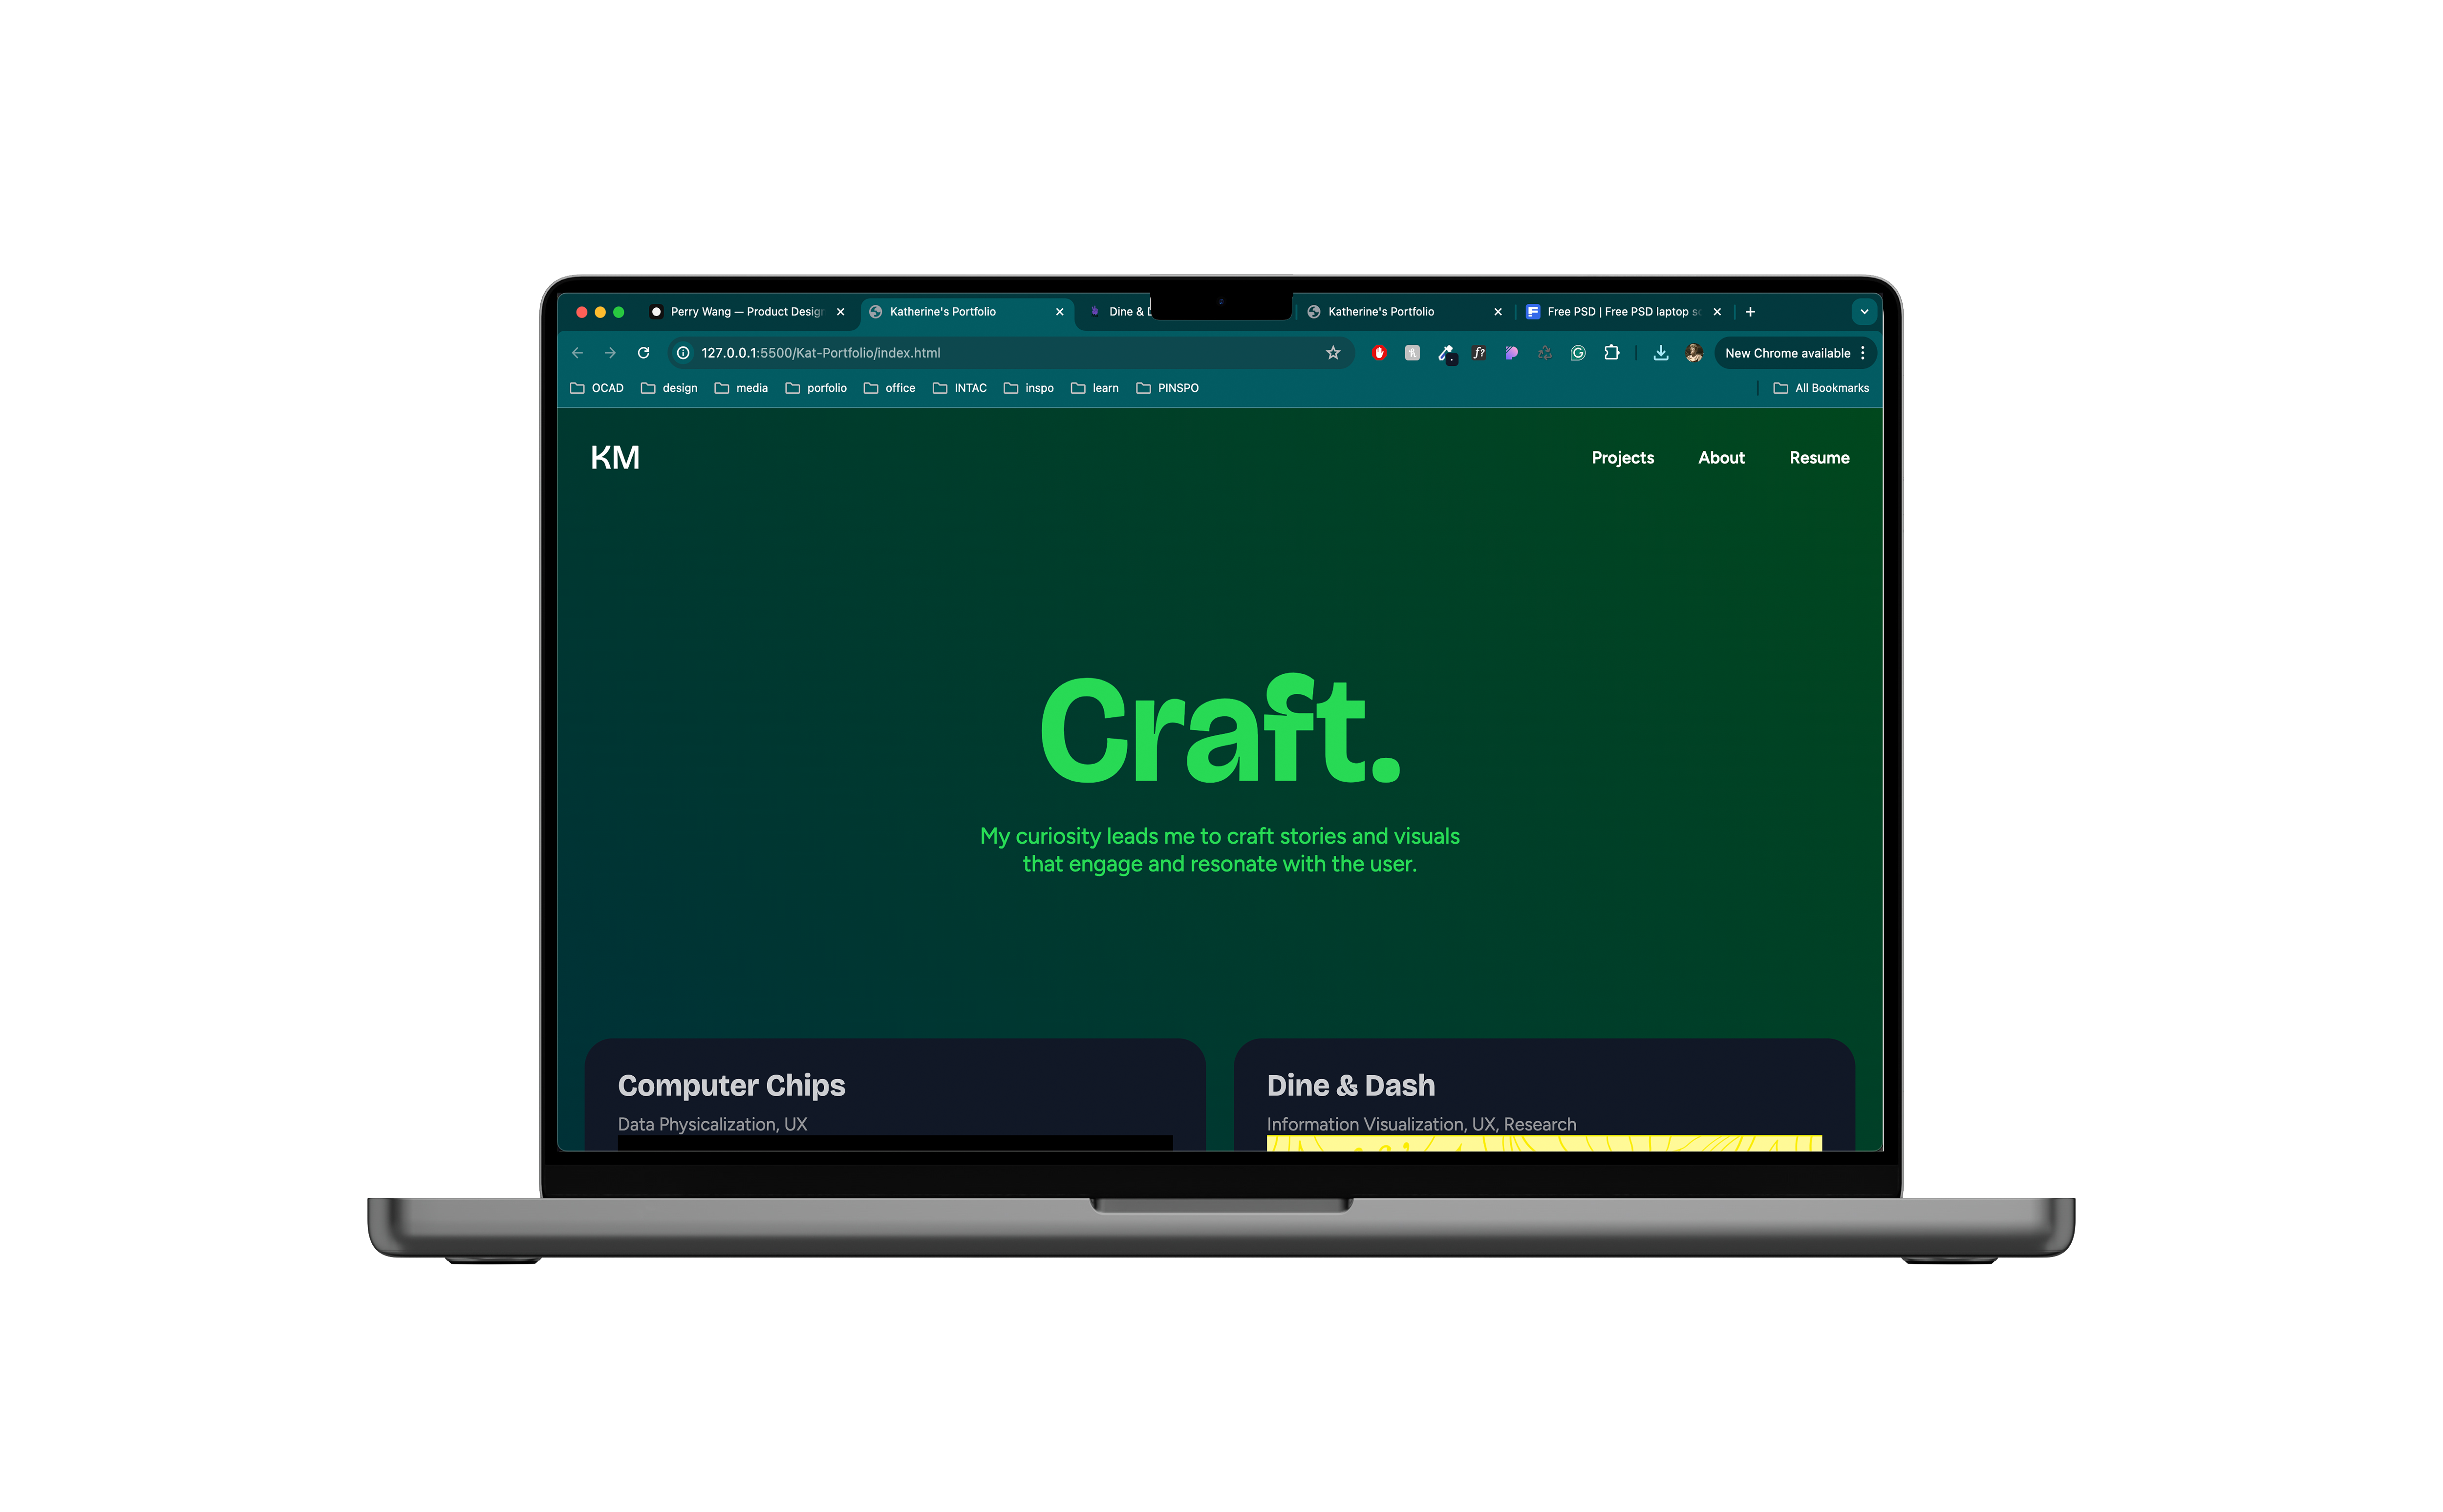 Perry Wang — Product Desig
Katherine's Portfolio
Dine &
Katherine's Portfolio
Free PSD | Free PSD laptop
127.0.0.1:5500/Kat-Portfolio/index.html
New Chrome available
OCAD
design
media
porfolio
office
INTAC
inspo
learn
PINSPO
All Bookmarks
KM
Projects
About
Resume
Craft.
My curiosity leads me to craft stories and visuals
that engage and resonate with the user.
Computer Chips
Data Physicalization, UX
Dine & Dash
Information Visualization, UX, Research